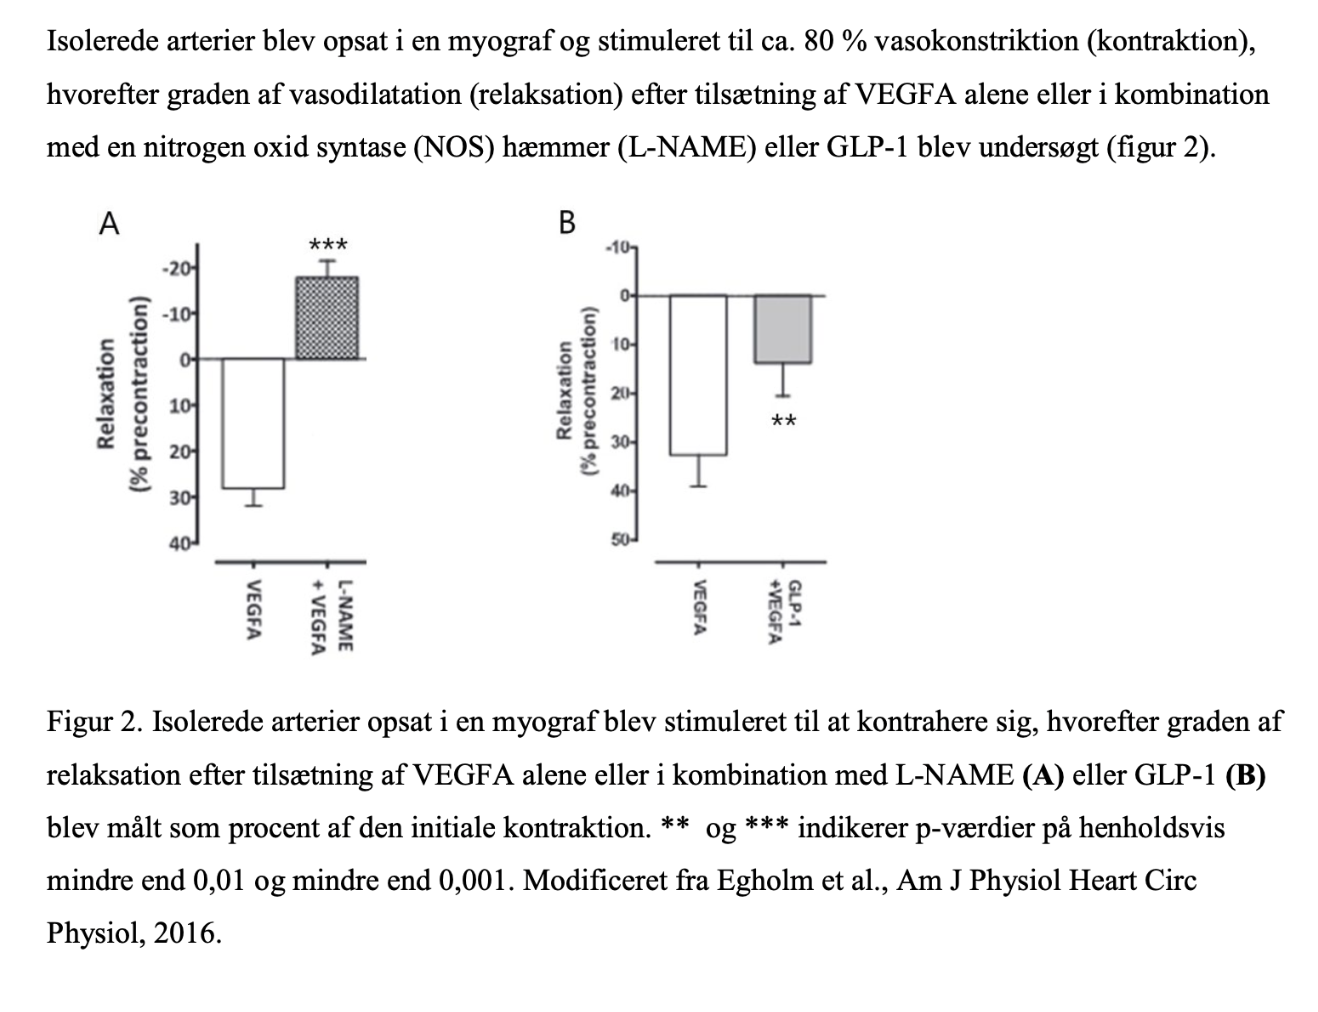 Isolerede arterier blev opsat i en myograf og stimuleret til ca. 80 % vasokonstriktion (kontraktion),
hvorefter graden af vasodilatation (relaksation) efter tilsætning af VEGFA alene eller i kombination
med en nitrogen oxid syntase (NOS) hæmmer (L-NAME) eller GLP-1 blev undersøgt (figur 2).
A
***
-20
-10
0
10
20
30
40
Relaxation
(% precontraction)
VEGFA
L-NAME
+ VEGFA
B
-10
0
10
20
30
40
50
Relaxation
(% precontraction)
**
VEGFA
GLP-1
+VEGFA
Figur 2. Isolerede arterier opsat i en myograf blev stimuleret til at kontrahere sig, hvorefter graden af
relaksation efter tilsætning af VEGFA alene eller i kombination med L-NAME (A) eller GLP-1 (B)
blev målt som procent af den initiale kontraktion. ** og *** indikerer p-værdier på henholdsvis
mindre end 0,01 og mindre end 0,001. Modificeret fra Egholm et al., Am J Physiol Heart Circ
Physiol, 2016.